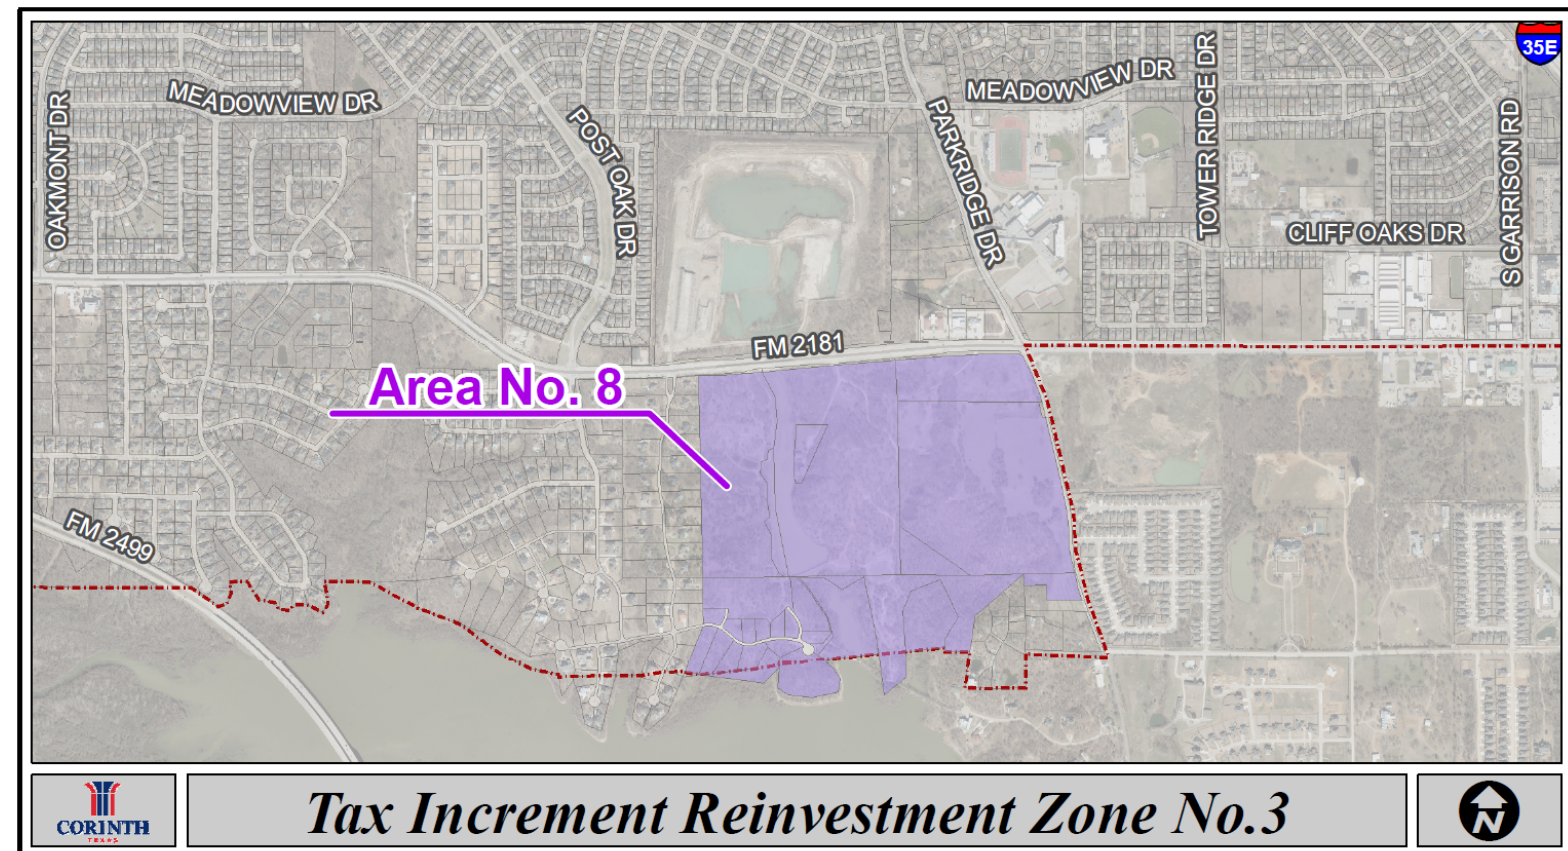 35E
MEADOWVIEW DR
MEADOWVIEW DR
OAKMONT DR
POST OAK DR
PARKRIDGE DR
TOWER RIDGE DR
S GARRISON RD
CLIFF OAKS DR
FM 2181
Area No. 8
FM 2499
CORINTH
TEXAS
Tax Increment Reinvestment Zone No.3
N